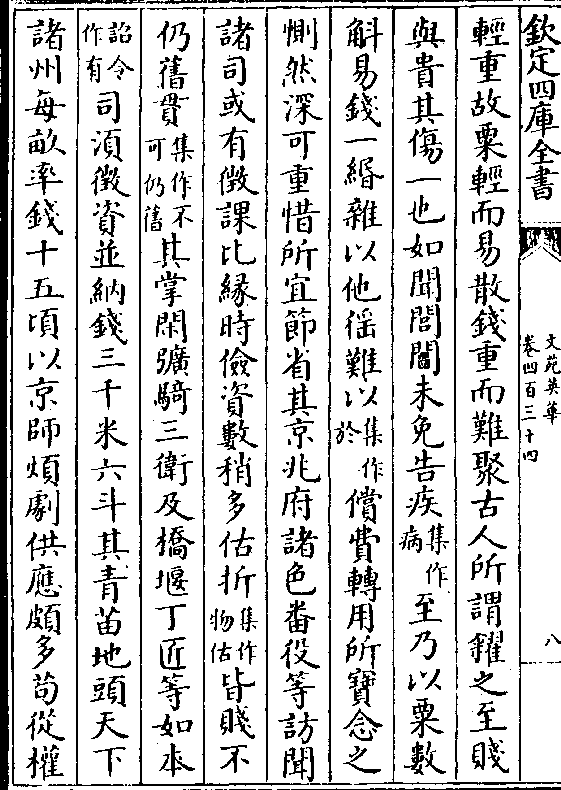 欽定四庫全書
文苑英華
卷四百三十四
八
輕重故粟輕而易散錢重而難聚古人所謂糴之至賤
與貴其傷一也如聞閭閻未免告疾集作病至乃以粟數
斛易錢一緡雜以他徭難以集作於償費轉用所寶念之
惻然深可重惜所宜節省其京兆府諸色番役等訪聞
諸司或有徵課比緣時儉資數稍多估折集作物估皆賤不
仍舊貫集作不可仍舊其掌閑彍騎三衛及橋堰丁匠等如本
詔令作有司湏徵資並納錢三千米六斗其青苗地頭天下
諸州每畝率錢十五頃以京師煩劇供應頗多苟從權